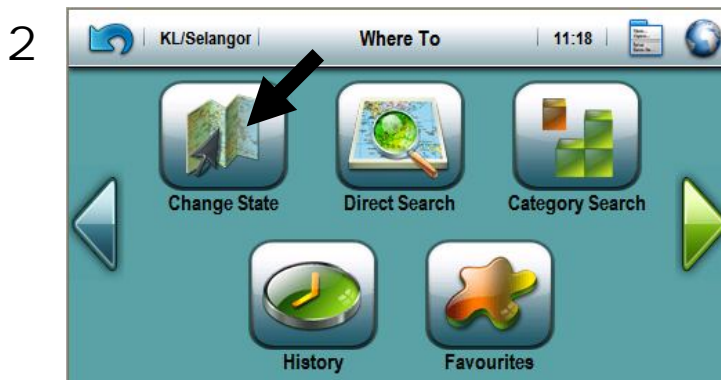 2
KL/Selangor Where To 11:18
Change State Direct Search Category Search
History Favourites